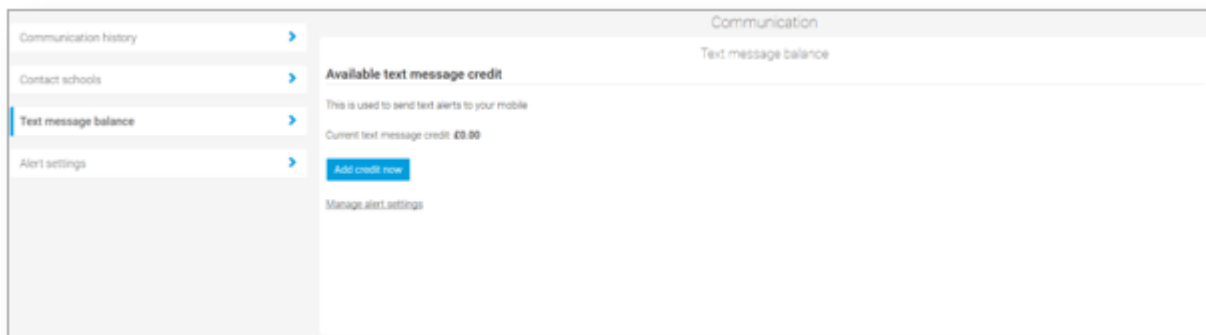 Communication
Communication history
Contact schools
Text message balance
Alert settings
Text message balance
Available text message credit
This is used to send text alerts to your mobile
Current text message credit £0.00
Add credit now
Manage alert settings